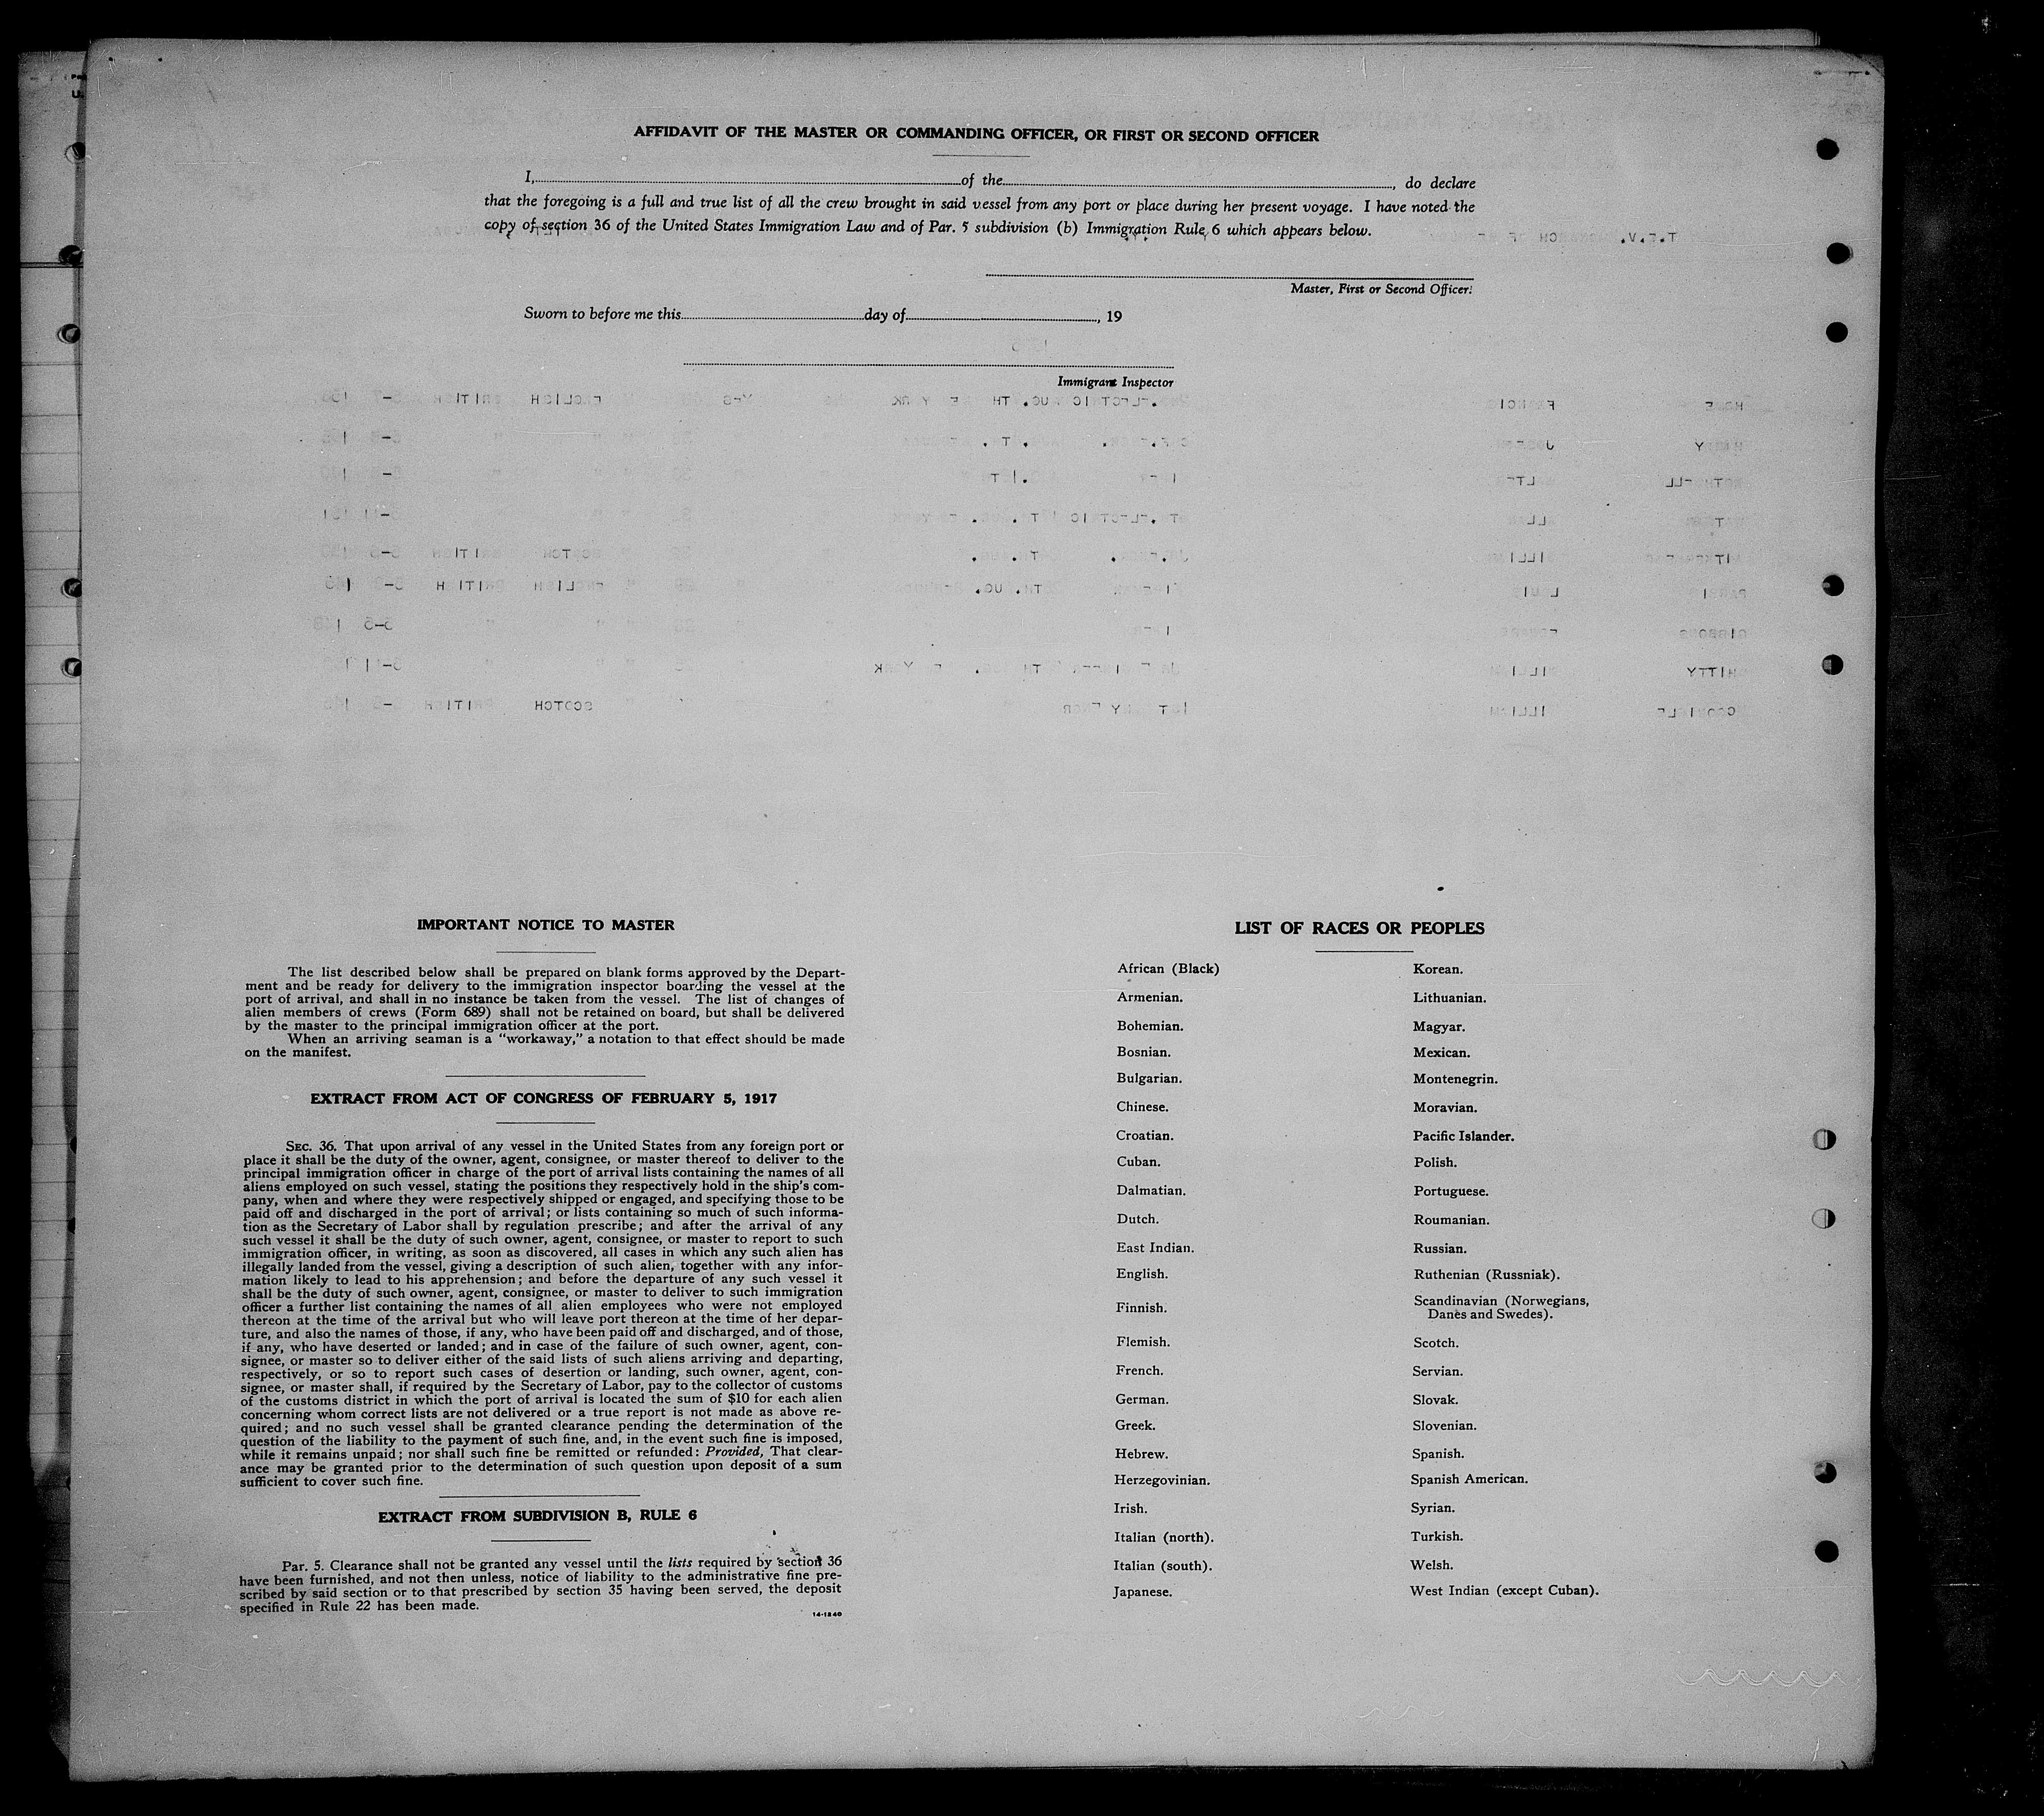 AFFIDAVIT OF THE MASTER OR COMMANDING OFFICER, OR FIRST OR SECOND OFFICER
I, of the , do declare
that the foregoing is a full and true list of all the crew brought in said vessel from any port or place during her present voyage. I have noted the
copy of section 36 of the United States Immigration Law and of Par. 5 subdivision (b) Immigration Rule 6 which appears below.
Master, First or Second Officer.
Sworn to before me this day of , 19
Immigrant Inspector
IMPORTANT NOTICE TO MASTER
The list described below shall be prepared on blank forms approved by the Depart-
ment and be ready for delivery to the immigration inspector boarding the vessel at the
port of arrival, and shall in no instance be taken from the vessel. The list of changes of
alien members of crews (Form 689) shall not be retained on board, but shall be delivered
by the master to the principal immigration officer at the port.
When an arriving seaman is a "workaway," a notation to that effect should be made
on the manifest.
EXTRACT FROM ACT OF CONGRESS OF FEBRUARY 5, 1917
SEC. 36. That upon arrival of any vessel in the United States from any foreign port or
place it shall be the duty of the owner, agent, consignee, or master thereof to deliver to the
principal immigration officer in charge of the port of arrival lists containing the names of all
aliens employed on such vessel, stating the positions they respectively hold in the ship's com-
pany, when and where they were respectively shipped or engaged, and specifying those to be
paid off and discharged in the port of arrival; or lists containing so much of such informa-
tion as the Secretary of Labor shall by regulation prescribe; and after the arrival of any
such vessel it shall be the duty of such owner, agent, consignee, or master to report to such
immigration officer, in writing, as soon as discovered, all cases in which any such alien has
illegally landed from the vessel, giving a description of such alien, together with any infor-
mation likely to lead to his apprehension; and before the departure of any such vessel it
shall be the duty of such owner, agent, consignee, or master to deliver to such immigration
officer a further list containing the names of all alien employees who were not employed
thereon at the time of the arrival but who will leave port thereon at the time of her depar-
ture, and also the names of those, if any, who have been paid off and discharged, and of those,
if any, who have deserted or landed; and in case of the failure of such owner, agent, con-
signee, or master so to deliver either of the said lists of such aliens arriving and departing,
respectively, or so to report such cases of desertion or landing, such owner, agent, con-
signee, or master shall, if required by the Secretary of Labor, pay to the collector of customs
of the customs district in which the port of arrival is located the sum of $10 for each alien
concerning whom correct lists are not delivered or a true report is not made as above re-
quired; and no such vessel shall be granted clearance pending the determination of the
question of the liability to the payment of such fine, and, in the event such fine is imposed,
while it remains unpaid; nor shall such fine be remitted or refunded: Provided, That clear-
ance may be granted prior to the determination of such question upon deposit of a sum
sufficient to cover such fine.
EXTRACT FROM SUBDIVISION B, RULE 6
Par. 5. Clearance shall not be granted any vessel until the lists required by section 36
have been furnished, and not then unless, notice of liability to the administrative fine pre-
scribed by said section or to that prescribed by section 35 having been served, the deposit
specified in Rule 22 has been made.
14-1240
LIST OF RACES OR PEOPLES
African (Black)
Armenian.
Bohemian.
Bosnian.
Bulgarian.
Chinese.
Croatian.
Cuban.
Dalmatian.
Dutch.
East Indian.
English.
Finnish.
Flemish.
French.
German.
Greek.
Hebrew.
Herzegovinian.
Irish.
Italian (north).
Italian (south).
Japanese.
Korean.
Lithuanian.
Magyar.
Mexican.
Montenegrin.
Moravian.
Pacific Islander.
Polish.
Portuguese.
Roumanian.
Russian.
Ruthenian (Russniak).
Scandinavian (Norwegians,
Danes and Swedes).
Scotch.
Servian.
Slovak.
Slovenian.
Spanish.
Spanish American.
Syrian.
Turkish.
Welsh.
West Indian (except Cuban).